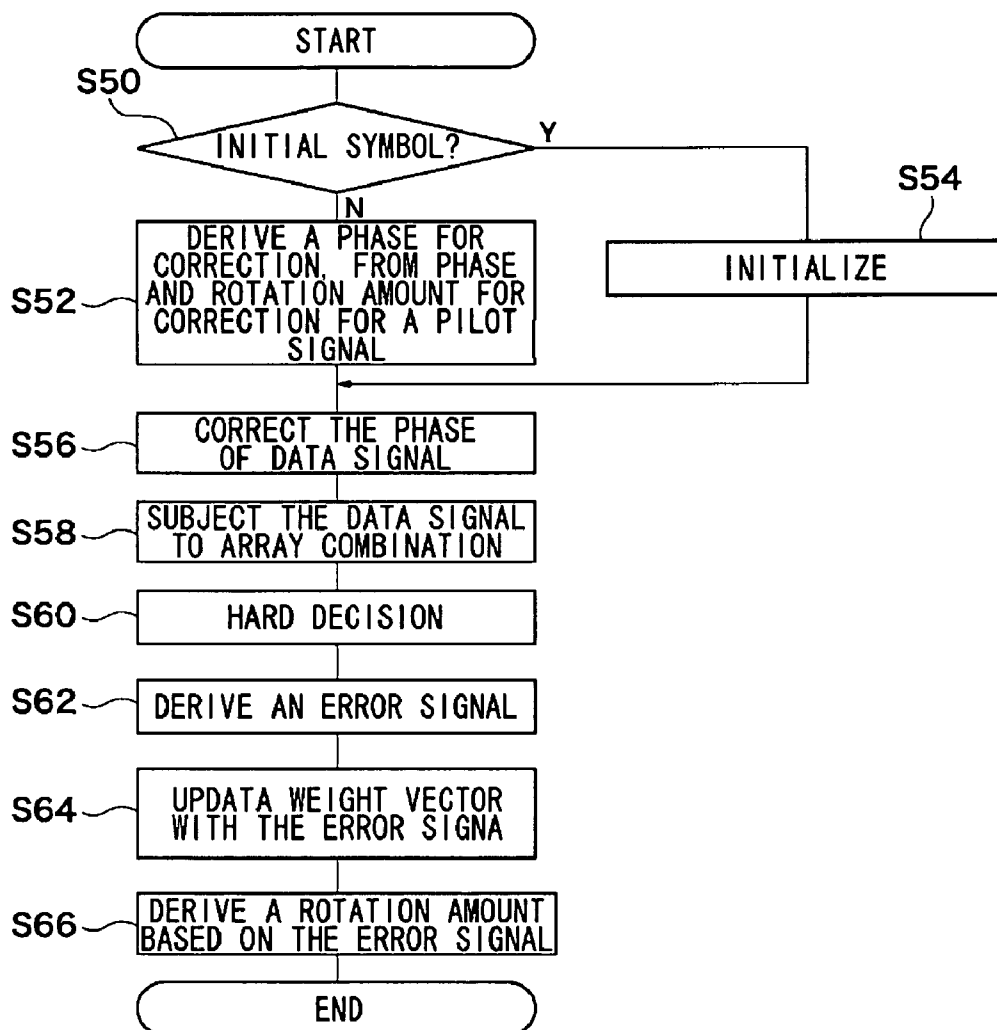 START
S50
INITIAL SYMBOL?
Y
N
S54
INITIALIZE
S52
DERIVE A PHASE FOR
CORRECTION, FROM PHASE
AND ROTATION AMOUNT FOR
CORRECTION FOR A PILOT
SIGNAL
S56
CORRECT THE PHASE
OF DATA SIGNAL
S58
SUBJECT THE DATA SIGNAL
TO ARRAY COMBINATION
S60
HARD DECISION
S62
DERIVE AN ERROR SIGNAL
S64
UPDATA WEIGHT VECTOR
WITH THE ERROR SIGNA
S66
DERIVE A ROTATION AMOUNT
BASED ON THE ERROR SIGNAL
END